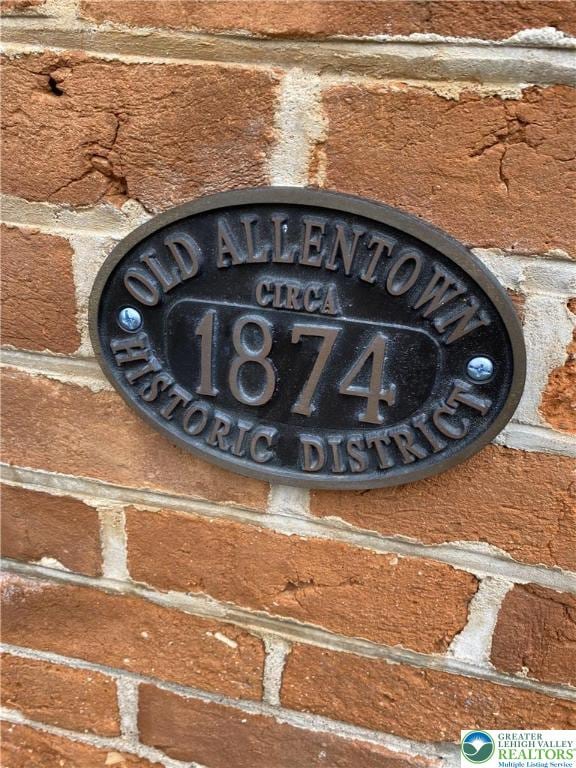 OLD ALLENTOWN
CIRCA
1874
HISTORIC DISTRICT
GREATER
LEHIGH VALLEY
REALTORS®
Multiple Listing Service